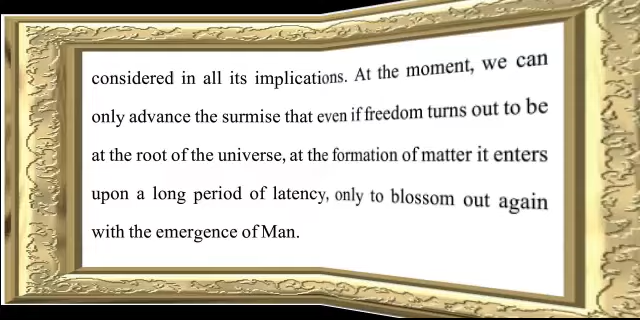 considered in all its implications. At the moment, we can
only advance the surmise that even if freedom turns out to be
at the root of the universe, at the formation of matter it enters
upon a long period of latency, only to blossom out again
with the emergence of Man.